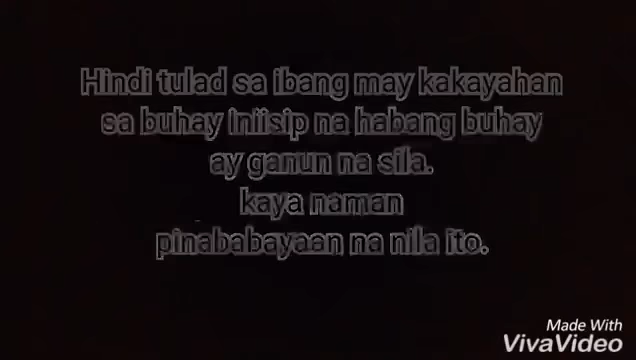 Hindi tulad sa ibang may kakayahan
sa buhay iniisip na habang buhay
ay ganun na sila.
kaya naman
pinababayaan na nila ito.
Made With
VivaVideo